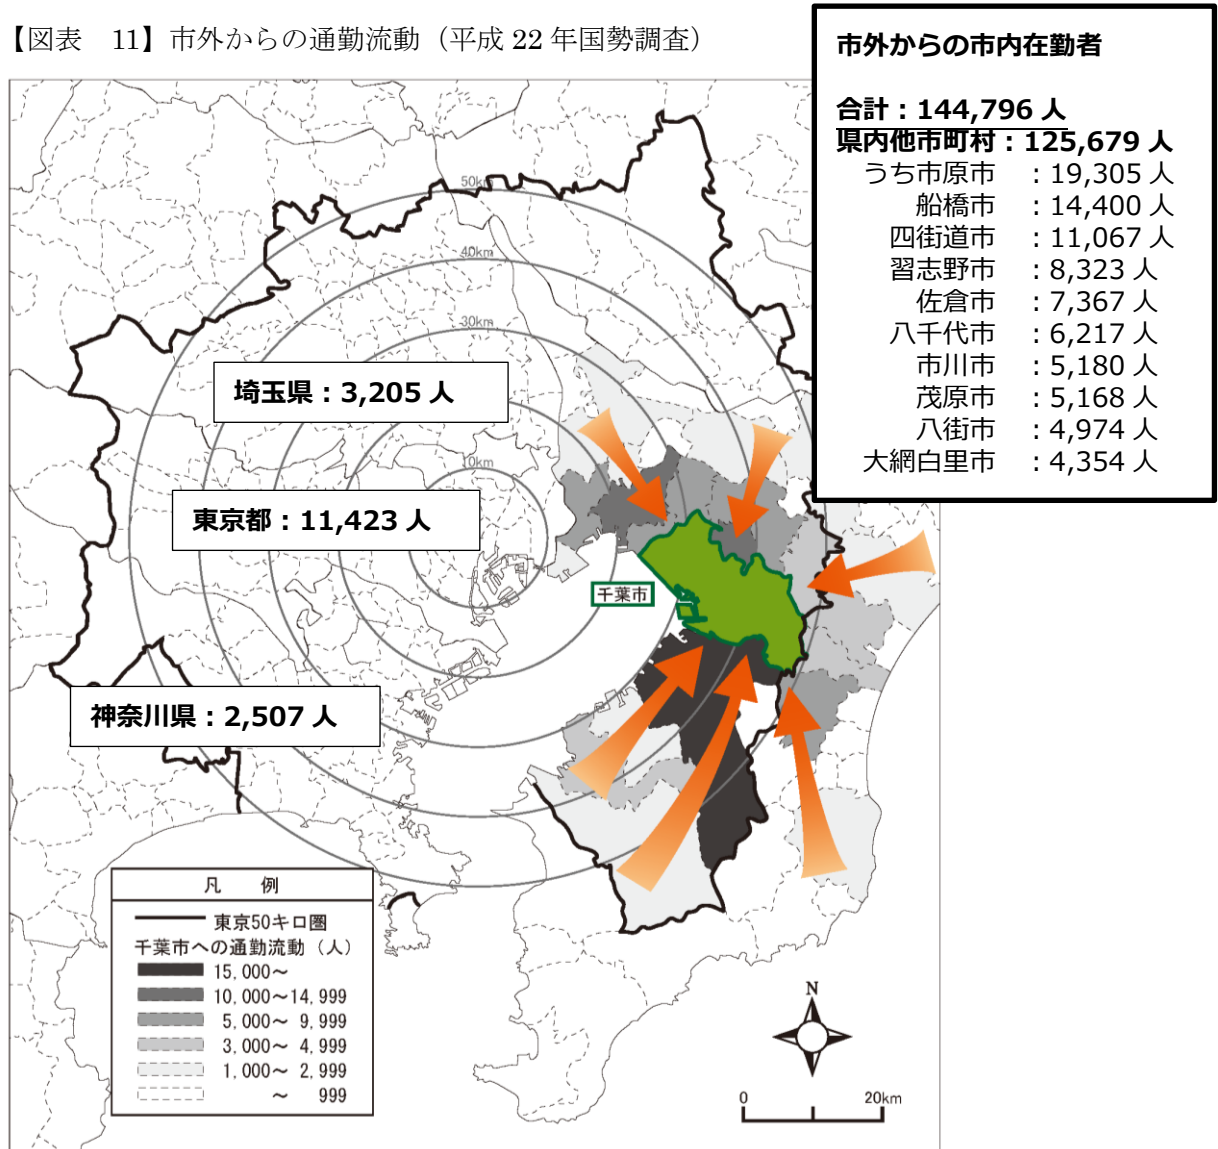 【図表　11】市外からの通勤流動（平成 22 年国勢調査）
市外からの市内在勤者
合計：144,796 人
県内他市町村：125,679 人
うち市原市　：19,305 人
船橋市　：14,400 人
四街道市　：11,067 人
習志野市　：8,323 人
佐倉市　：7,367 人
八千代市　：6,217 人
市川市　：5,180 人
茂原市　：5,168 人
八街市　：4,974 人
大網白里市　：4,354 人
50km
40km
30km
埼玉県：3,205 人
10km
東京都：11,423 人
千葉市
神奈川県：2,507 人
凡　例
東京50キロ圏
千葉市への通勤流動（人）
15,000～
10,000～14,999
5,000～ 9,999
3,000～ 4,999
1,000～ 2,999
～ 999
N
0 20km